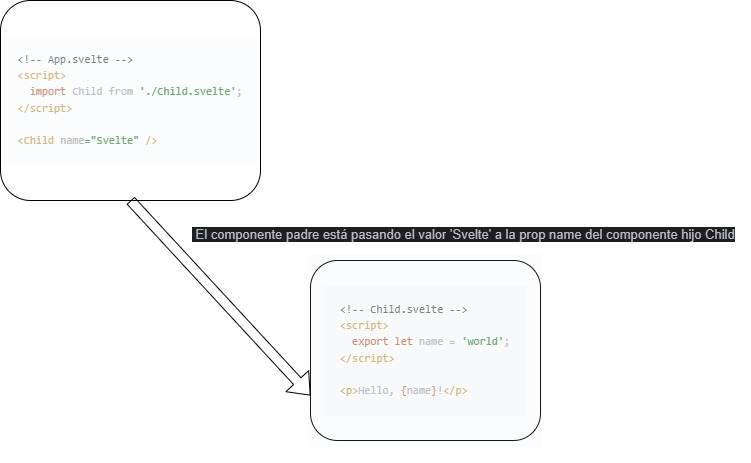 <!-- App.svelte -->
<script>
  import Child from './Child.svelte';
</script>
<Child name="Svelte" />
El componente padre está pasando el valor 'Svelte' a la prop name del componente hijo Child
<!-- Child.svelte -->
<script>
  export let name = 'world';
</script>
<p>Hello, {name}!</p>